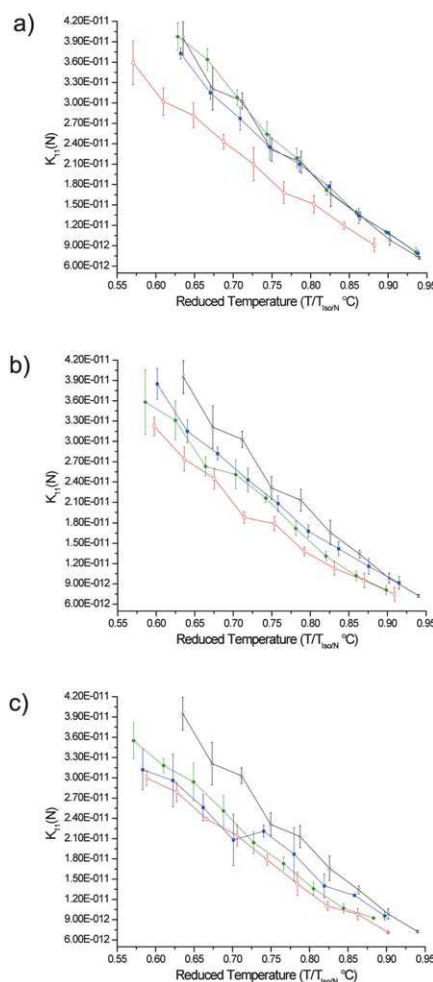 a)
4.20E-011
3.90E-011
3.60E-011
3.30E-011
3.00E-011
2.70E-011
2.40E-011
2.10E-011
1.80E-011
1.50E-011
1.20E-011
9.00E-012
6.00E-012
K11(N)
0.55 0.60 0.65 0.70 0.75 0.80 0.85 0.90 0.95
Reduced Temperature (T/TIso/N °C)
b)
4.20E-011
3.90E-011
3.60E-011
3.30E-011
3.00E-011
2.70E-011
2.40E-011
2.10E-011
1.80E-011
1.50E-011
1.20E-011
9.00E-012
6.00E-012
K11(N)
0.55 0.60 0.65 0.70 0.75 0.80 0.85 0.90 0.95
Reduced Temperature (T/TIso/N °C)
c)
4.20E-011
3.90E-011
3.60E-011
3.30E-011
3.00E-011
2.70E-011
2.40E-011
2.10E-011
1.80E-011
1.50E-011
1.20E-011
9.00E-012
6.00E-012
K11(N)
0.55 0.60 0.65 0.70 0.75 0.80 0.85 0.90 0.95
Reduced Temperature (T/TIso/N °C)